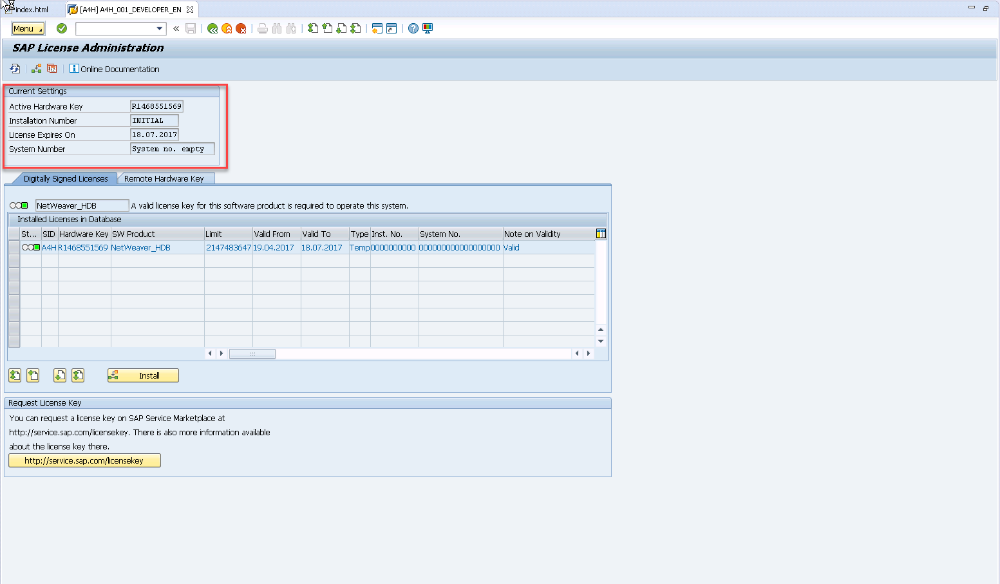 index.html [A4H] A4H_001_DEVELOPER_EN
Menu
SAP License Administration
Online Documentation
Current Settings
Active Hardware Key R1468551569
Installation Number INITIAL
License Expires On 18.07.2017
System Number System no. empty
Digitally Signed Licenses Remote Hardware Key
NetWeaver_HDB A valid license key for this software product is required to operate this system.
Installed Licenses in Database
St... SID Hardware Key SW Product Limit Valid From Valid To Type Inst. No. System No. Note on Validity
A4H R1468551569 NetWeaver_HDB 2147483647 19.04.2017 18.07.2017 Temp 0000000000 000000000000000000 Valid
Install
Request License Key
You can request a license key on SAP Service Marketplace at
http://service.sap.com/licensekey. There is also more information available
about the license key there.
http://service.sap.com/licensekey